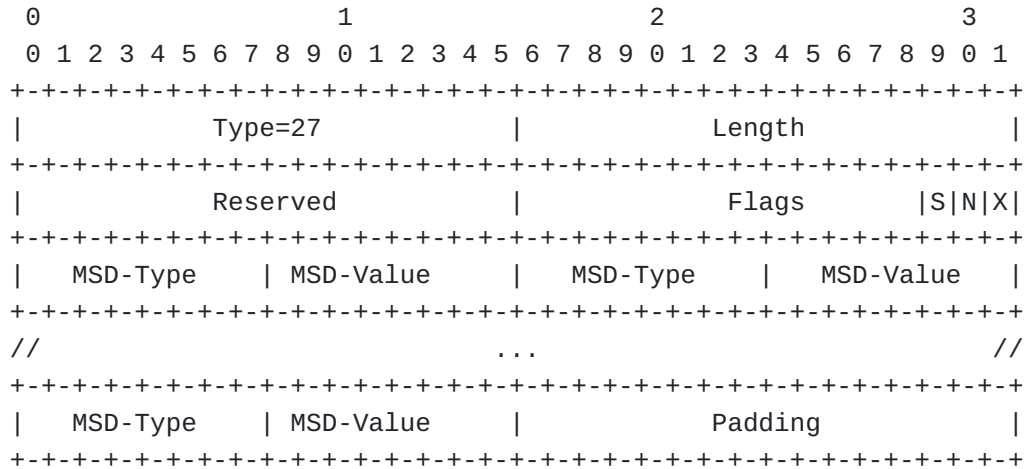 0                   1                   2                   3
 0 1 2 3 4 5 6 7 8 9 0 1 2 3 4 5 6 7 8 9 0 1 2 3 4 5 6 7 8 9 0 1
+-+-+-+-+-+-+-+-+-+-+-+-+-+-+-+-+-+-+-+-+-+-+-+-+-+-+-+-+-+-+-+-+
|            Type=27            |            Length             |
+-+-+-+-+-+-+-+-+-+-+-+-+-+-+-+-+-+-+-+-+-+-+-+-+-+-+-+-+-+-+-+-+
|            Reserved           |             Flags       |S|N|X|
+-+-+-+-+-+-+-+-+-+-+-+-+-+-+-+-+-+-+-+-+-+-+-+-+-+-+-+-+-+-+-+-+
|   MSD-Type    | MSD-Value     |   MSD-Type    |   MSD-Value   |
+-+-+-+-+-+-+-+-+-+-+-+-+-+-+-+-+-+-+-+-+-+-+-+-+-+-+-+-+-+-+-+-+
//                             ...                             //
+-+-+-+-+-+-+-+-+-+-+-+-+-+-+-+-+-+-+-+-+-+-+-+-+-+-+-+-+-+-+-+-+
|   MSD-Type    | MSD-Value     |            Padding            |
+-+-+-+-+-+-+-+-+-+-+-+-+-+-+-+-+-+-+-+-+-+-+-+-+-+-+-+-+-+-+-+-+